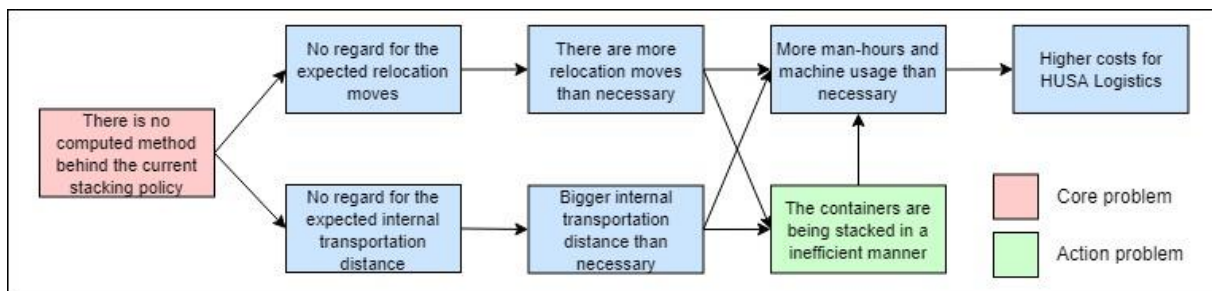 There is no
computed method
behind the current
stacking policy
No regard for the
expected relocation
moves
There are more
relocation moves
than necessary
More man-hours and
machine usage than
necessary
Higher costs for
HUSA Logistics
No regard for the
expected internal
transportation
distance
Bigger internal
transportation
distance than
necessary
The containers are
being stacked in a
inefficient manner
Core problem
Action problem